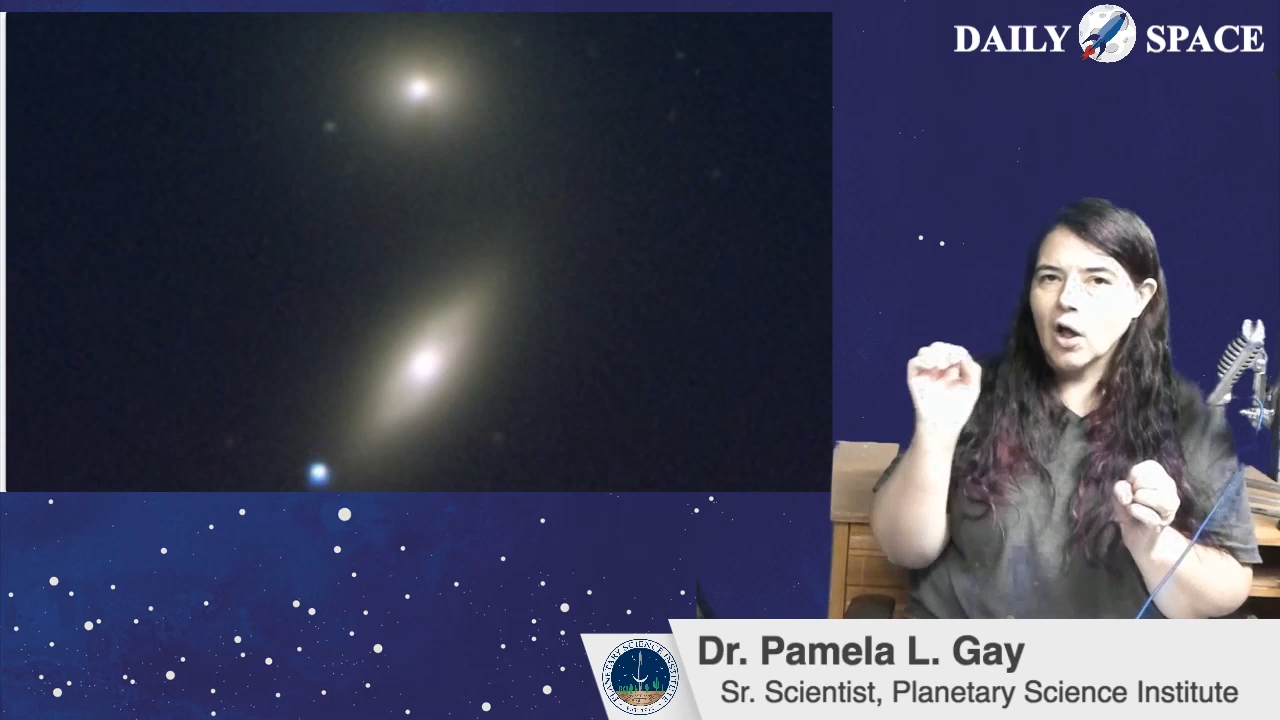 DAILY SPACE
Dr. Pamela L. Gay
Sr. Scientist, Planetary Science Institute